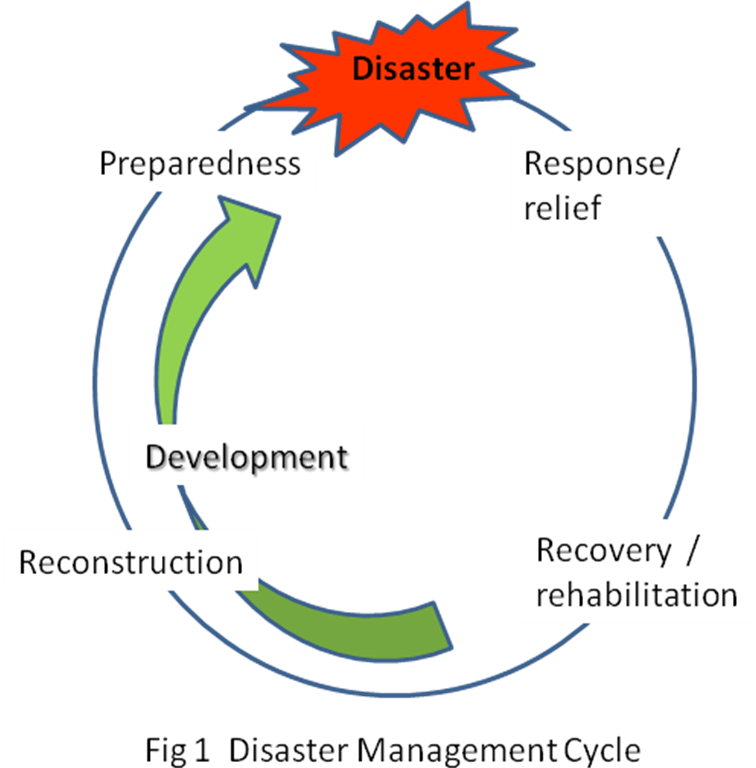 Disaster
Preparedness
Response/
relief
Development
Reconstruction
Recovery /
rehabilitation
Fig 1 Disaster Management Cycle